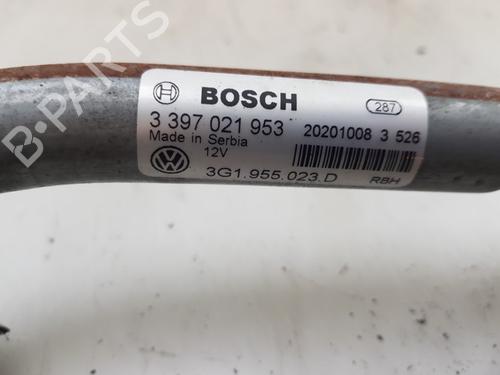 BOSCH
287
3 397 021 953
Made in Serbia
12V
20201008 3 526
3G1.955.023.D
RBH
B-PARTS